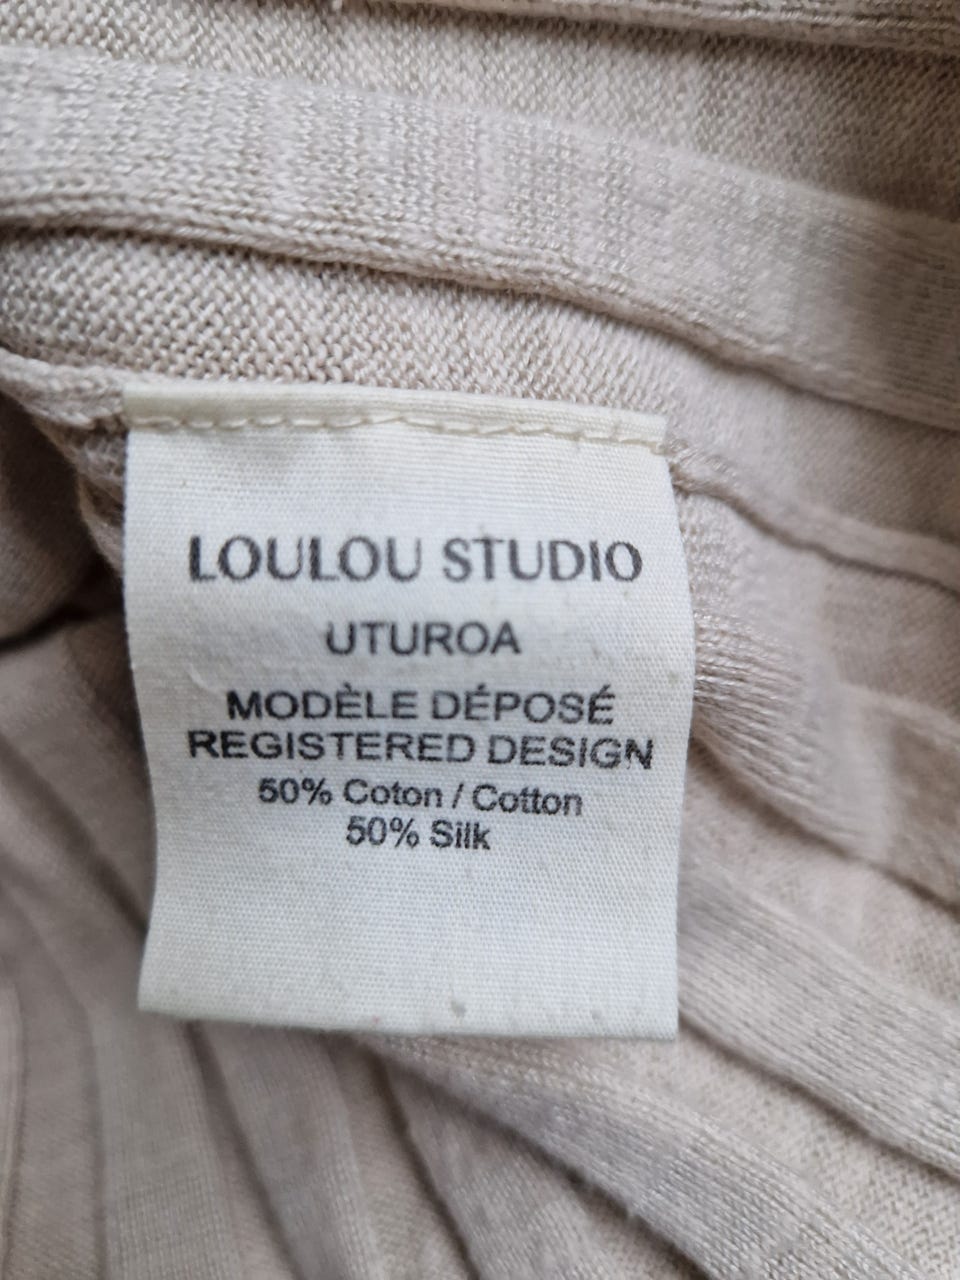 LOULOU STUDIO
UTUROA
MODÈLE DÉPOSÉ
REGISTERED DESIGN
50% Coton / Cotton
50% Silk